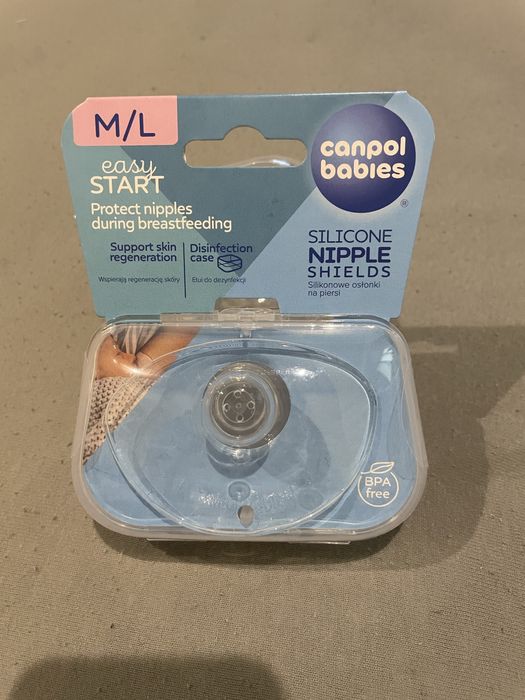 M/L
easy
START
Protect nipples
during breastfeeding
Support skin
regeneration
Wspierają regenerację skóry
Disinfection
case
Etui do dezynfekcji
canpol
babies
®
SILICONE
NIPPLE
SHIELDS
Silikonowe osłonki
na piersi
BPA
free